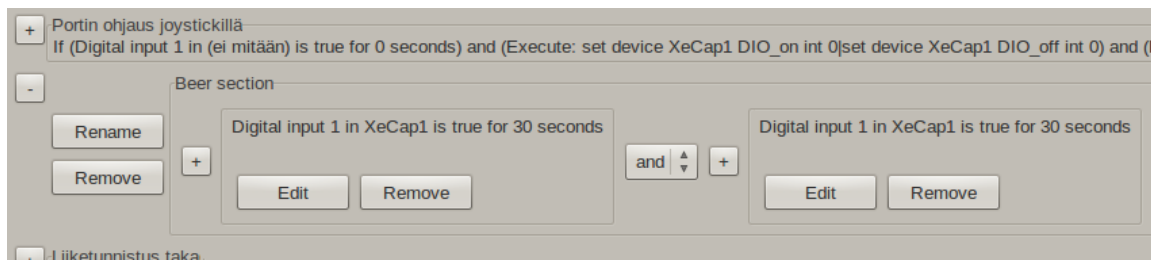 + Portin ohjaus joystickillä
If (Digital input 1 in (ei mitään) is true for 0 seconds) and (Execute: set device XeCap1 DIO_on int 0|set device XeCap1 DIO_off int 0) and (
- Beer section
Rename
Remove
+
Digital input 1 in XeCap1 is true for 30 seconds
Edit Remove
and
+
Digital input 1 in XeCap1 is true for 30 seconds
Edit Remove
Liiketunnistus taka